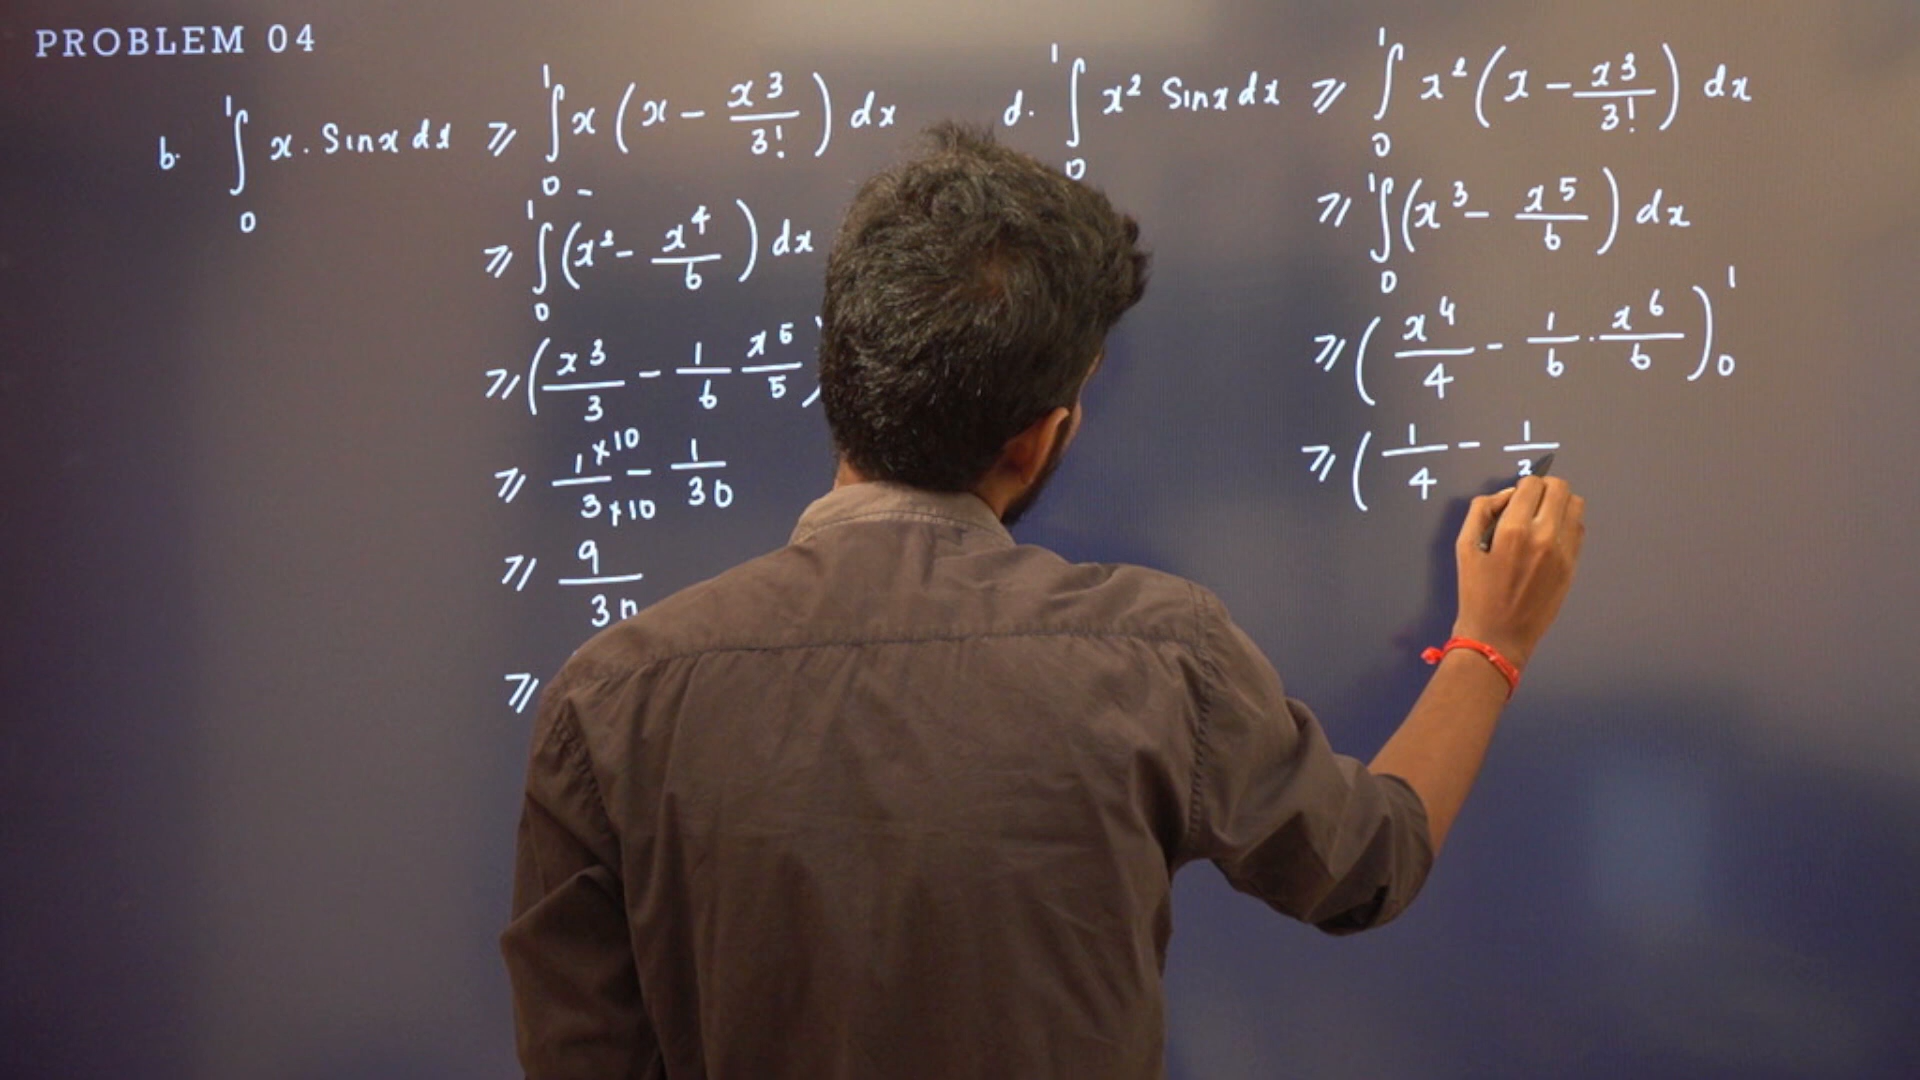 PROBLEM 04
b. ∫₀¹ x . Sinx dx ⩾ ∫₀¹ x (x - x³/3!) dx
⩾ ∫₀¹ (x² - x⁴/6) dx
⩾ (x³/3 - 1/6 x⁵/5)
⩾ 1×10/3×10 - 1/30
⩾ 9/30
⩾
d. ∫₀¹ x² Sinx dx ⩾ ∫₀¹ x² (x - x³/3!) dx
⩾ ∫₀¹ (x³ - x⁵/6) dx
⩾ (x⁴/4 - 1/6 . x⁶/6)₀¹
⩾ (1/4 - 1/3